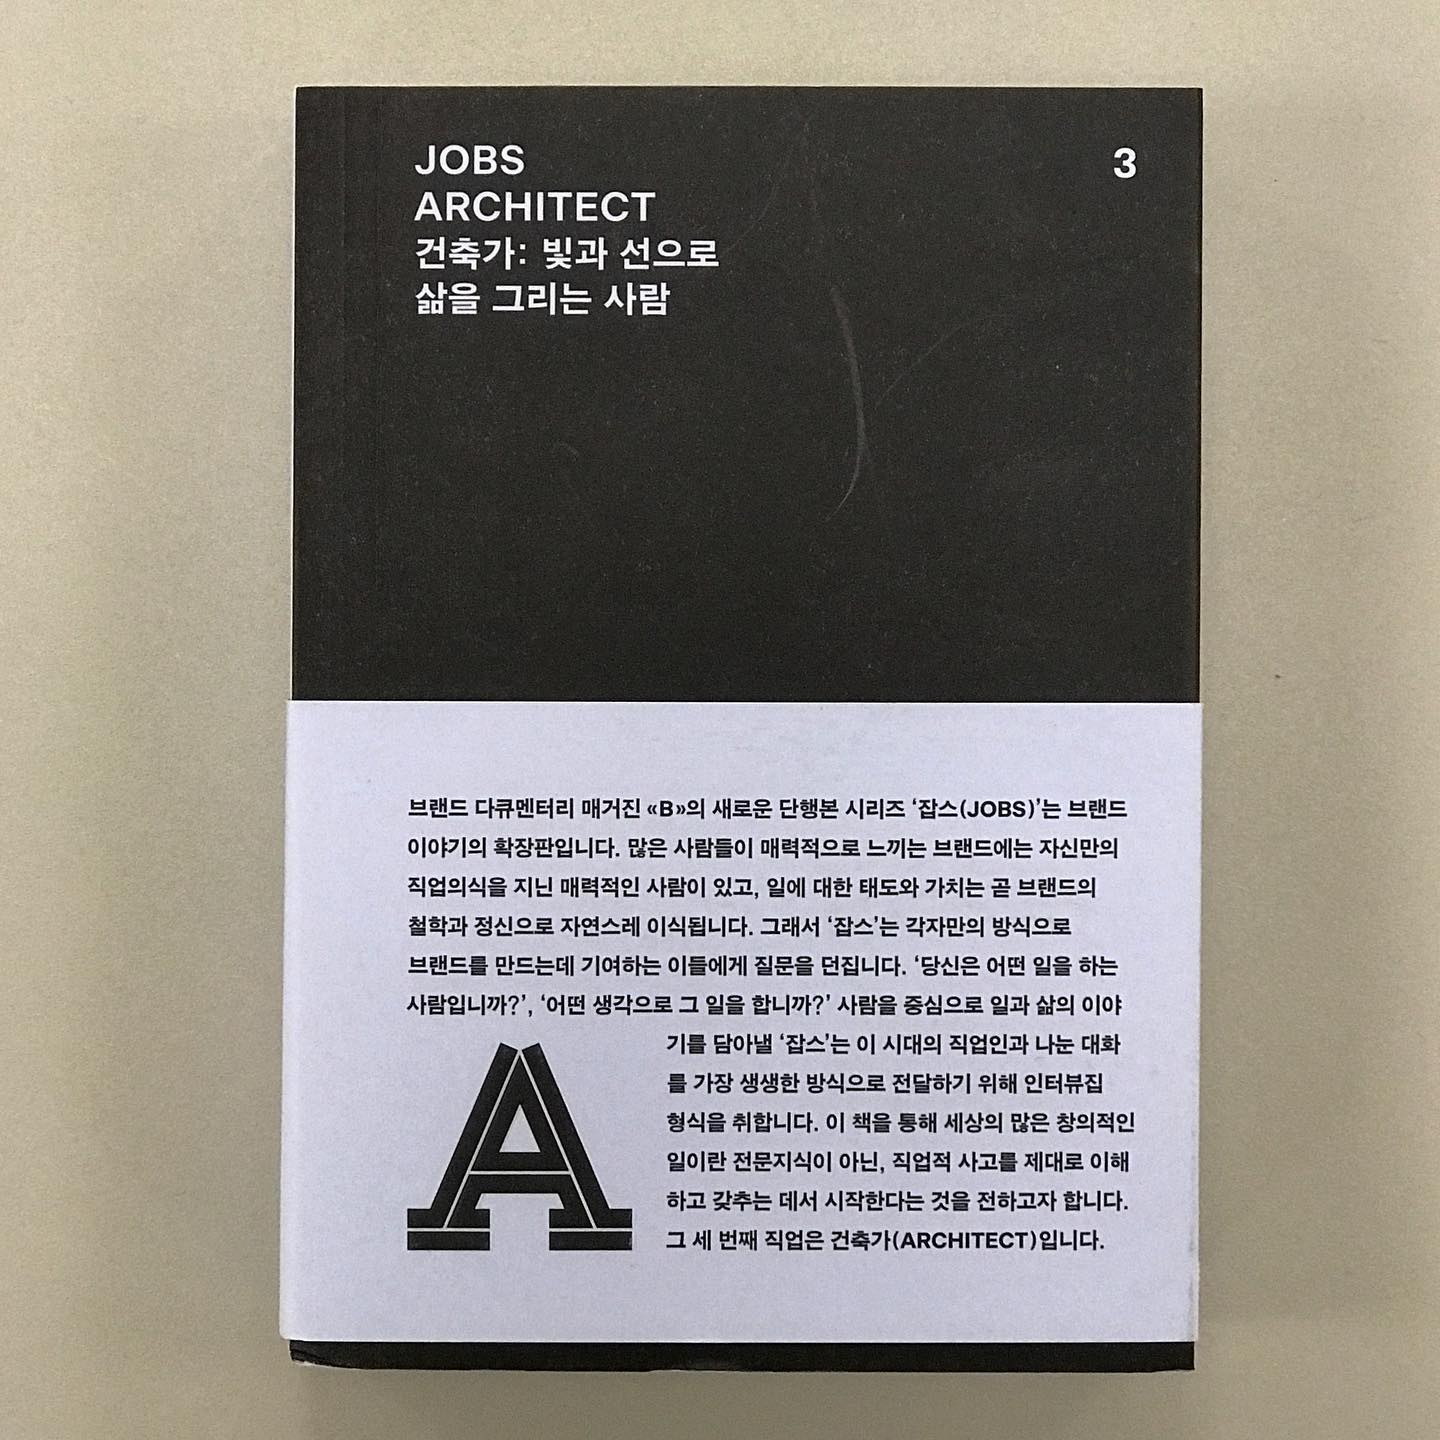 JOBS
ARCHITECT
건축가: 빛과 선으로
삶을 그리는 사람
3
브랜드 다큐멘터리 매거진 «B»의 새로운 단행본 시리즈 ‘잡스(JOBS)’는 브랜드
이야기의 확장판입니다. 많은 사람들이 매력적으로 느끼는 브랜드에는 자신만의
직업의식을 지닌 매력적인 사람이 있고, 일에 대한 태도와 가치는 곧 브랜드의
철학과 정신으로 자연스레 이식됩니다. 그래서 ‘잡스’는 각자만의 방식으로
브랜드를 만드는데 기여하는 이들에게 질문을 던집니다. ‘당신은 어떤 일을 하는
사람입니까?’, ‘어떤 생각으로 그 일을 합니까?’ 사람을 중심으로 일과 삶의 이야
기를 담아낼 ‘잡스’는 이 시대의 직업인과 나눈 대화
를 가장 생생한 방식으로 전달하기 위해 인터뷰집
형식을 취합니다. 이 책을 통해 세상의 많은 창의적인
일이란 전문지식이 아닌, 직업적 사고를 제대로 이해
하고 갖추는 데서 시작한다는 것을 전하고자 합니다.
그 세 번째 직업은 건축가(ARCHITECT)입니다.
A